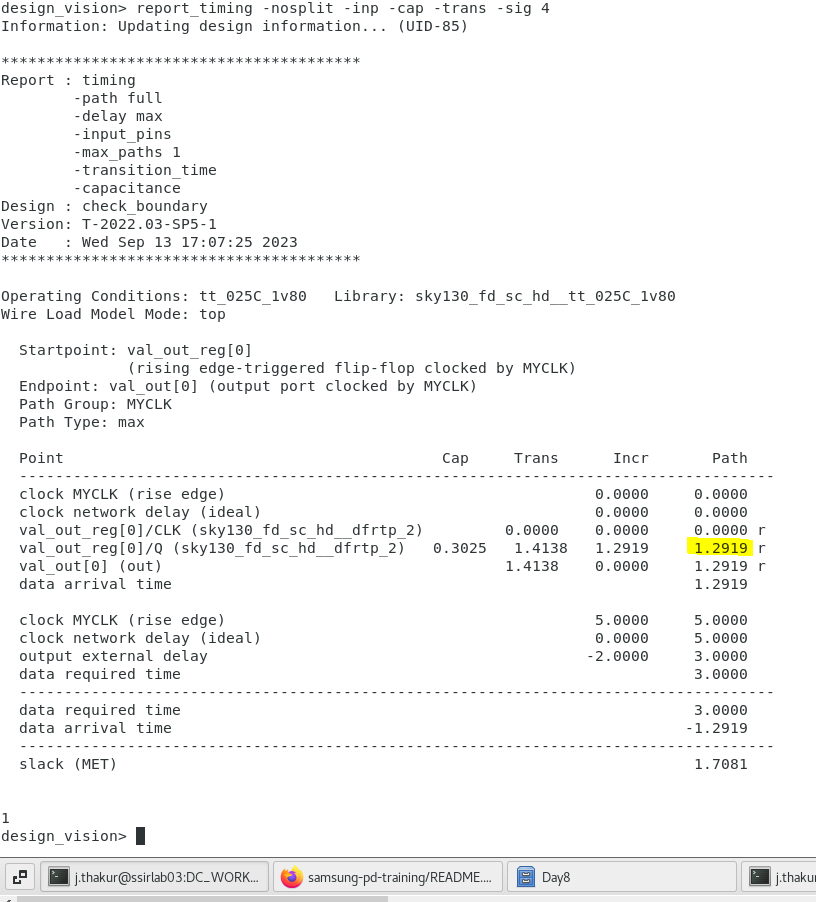 design_vision> report_timing -nosplit -inp -cap -trans -sig 4
Information: Updating design information... (UID-85)
****************************************
Report : timing
-path full
-delay max
-input_pins
-max_paths 1
-transition_time
-capacitance
Design : check_boundary
Version: T-2022.03-SP5-1
Date   : Wed Sep 13 17:07:25 2023
****************************************
Operating Conditions: tt_025C_1v80   Library: sky130_fd_sc_hd__tt_025C_1v80
Wire Load Model Mode: top
Startpoint: val_out_reg[0]
(rising edge-triggered flip-flop clocked by MYCLK)
Endpoint: val_out[0] (output port clocked by MYCLK)
Path Group: MYCLK
Path Type: max
Point                                          Cap     Trans      Incr       Path
------------------------------------------------------------------------------------
clock MYCLK (rise edge)                                         0.0000     0.0000
clock network delay (ideal)                                     0.0000     0.0000
val_out_reg[0]/CLK (sky130_fd_sc_hd__dfrtp_2)         0.0000    0.0000     0.0000 r
val_out_reg[0]/Q (sky130_fd_sc_hd__dfrtp_2)   0.3025   1.4138   1.2919     1.2919 r
val_out[0] (out)                                      1.4138    0.0000     1.2919 r
data arrival time                                                          1.2919
clock MYCLK (rise edge)                                         5.0000     5.0000
clock network delay (ideal)                                     0.0000     5.0000
output external delay                                          -2.0000     3.0000
data required time                                                         3.0000
------------------------------------------------------------------------------------
data required time                                                         3.0000
data arrival time                                                         -1.2919
------------------------------------------------------------------------------------
slack (MET)                                                                1.7081
1
design_vision>
j.thakur@ssirlab03:DC_WORK... samsung-pd-training/README.... Day8 j.thaku